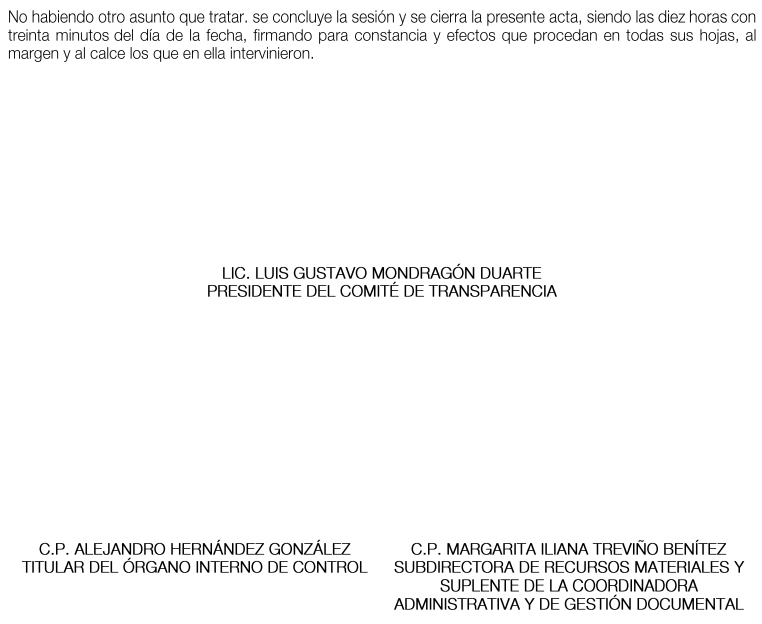 No habiendo otro asunto que tratar. se concluye la sesión y se cierra la presente acta, siendo las diez horas con
treinta minutos del día de la fecha, firmando para constancia y efectos que procedan en todas sus hojas, al
margen y al calce los que en ella intervinieron.
LIC. LUIS GUSTAVO MONDRAGÓN DUARTE
PRESIDENTE DEL COMITÉ DE TRANSPARENCIA
C.P. ALEJANDRO HERNÁNDEZ GONZÁLEZ
TITULAR DEL ÓRGANO INTERNO DE CONTROL
C.P. MARGARITA ILIANA TREVIÑO BENÍTEZ
SUBDIRECTORA DE RECURSOS MATERIALES Y
SUPLENTE DE LA COORDINADORA
ADMINISTRATIVA Y DE GESTIÓN DOCUMENTAL